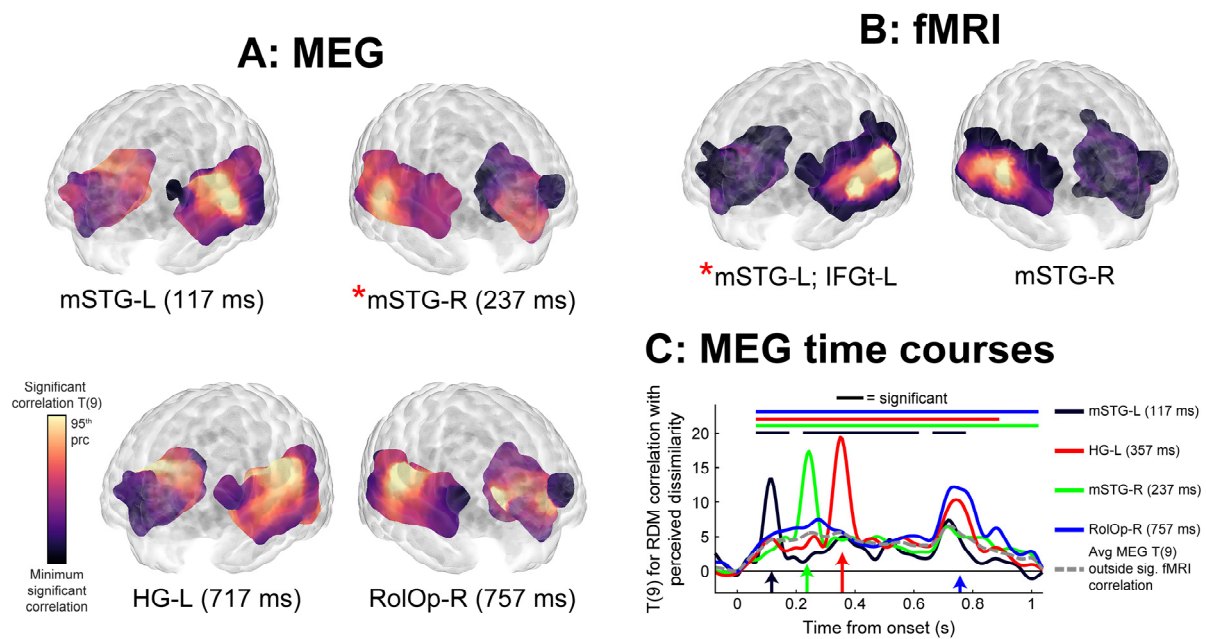 A: MEG
mSTG-L (117 ms)
*mSTG-R (237 ms)
Significant
correlation T(9)
95th
prc
Minimum
significant
correlation
HG-L (717 ms)
RolOp-R (757 ms)
B: fMRI
*mSTG-L; IFGt-L
mSTG-R
C: MEG time courses
T(9) for RDM correlation with
perceived dissimilarity
= significant
20
15
10
5
0
0
0.2
0.4
0.6
0.8
1
Time from onset (s)
mSTG-L (117 ms)
HG-L (357 ms)
mSTG-R (237 ms)
RolOp-R (757 ms)
Avg MEG T(9)
outside sig. fMRI
correlation